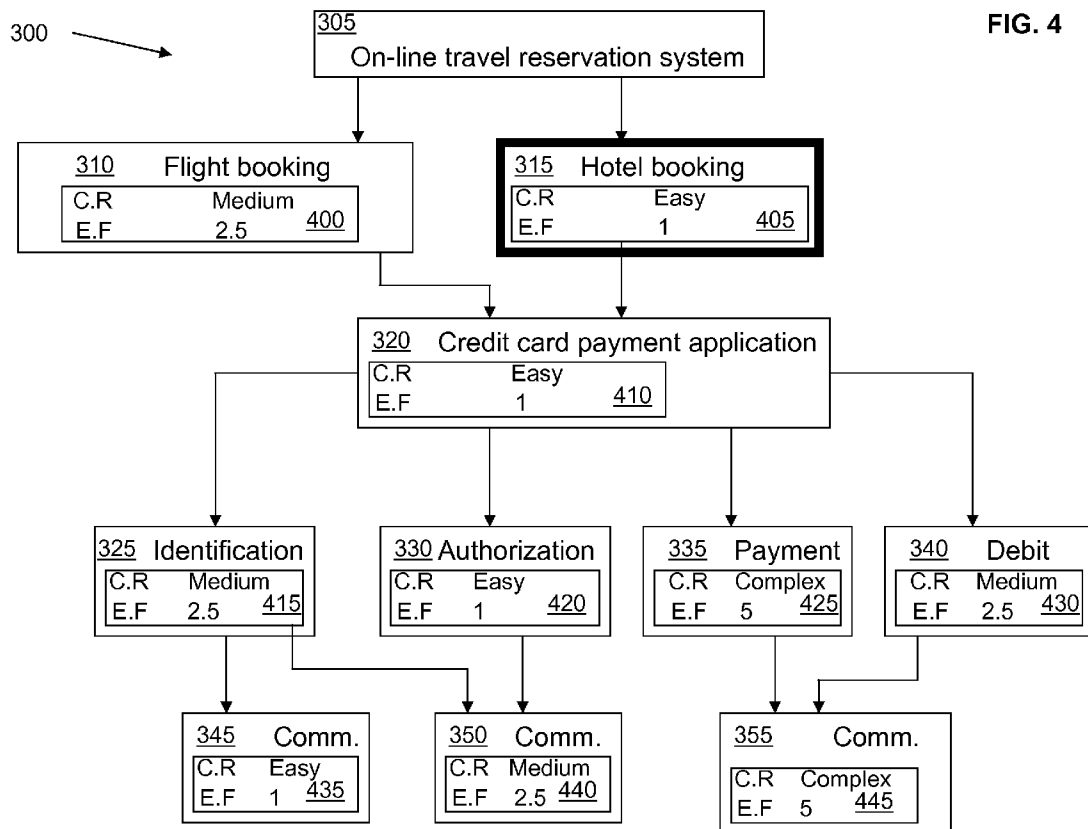 FIG. 4
300
305
On-line travel reservation system
310 Flight booking
C.R Medium
E.F 2.5 400
315 Hotel booking
C.R Easy
E.F 1 405
320 Credit card payment application
C.R Easy
E.F 1 410
325 Identification
C.R Medium
E.F 2.5 415
330 Authorization
C.R Easy
E.F 1 420
335 Payment
C.R Complex
E.F 5 425
340 Debit
C.R Medium
E.F 2.5 430
345 Comm.
C.R Easy
E.F 1 435
350 Comm.
C.R Medium
E.F 2.5 440
355 Comm.
C.R Complex
E.F 5 445